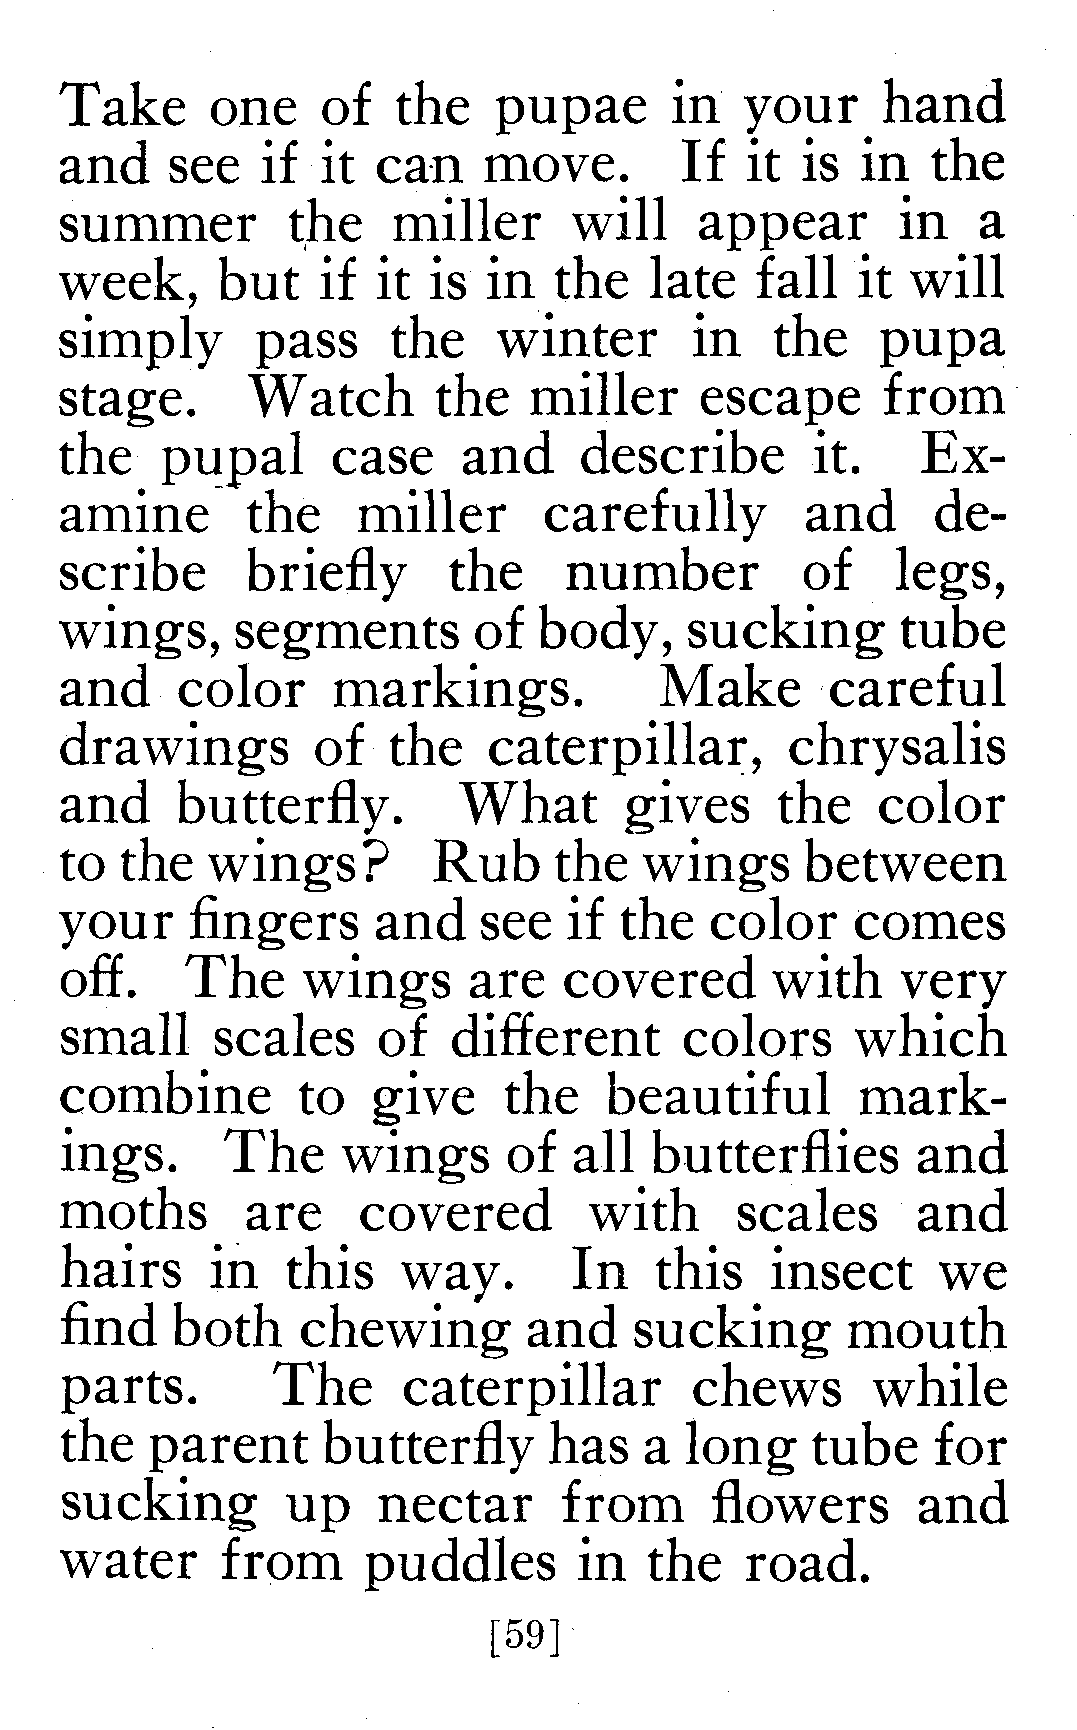 Take one of the pupae in your hand
and see if it can move. If it is in the
summer the miller will appear in a
week, but if it is in the late fall it will
simply pass the winter in the pupa
stage. Watch the miller escape from
the pupal case and describe it. Ex-
amine the miller carefully and de-
scribe briefly the number of legs,
wings, segments of body, sucking tube
and color markings. Make careful
drawings of the caterpillar, chrysalis
and butterfly. What gives the color
to the wings? Rub the wings between
your fingers and see if the color comes
off. The wings are covered with very
small scales of different colors which
combine to give the beautiful mark-
ings. The wings of all butterflies and
moths are covered with scales and
hairs in this way. In this insect we
find both chewing and sucking mouth
parts. The caterpillar chews while
the parent butterfly has a long tube for
sucking up nectar from flowers and
water from puddles in the road.
[59]